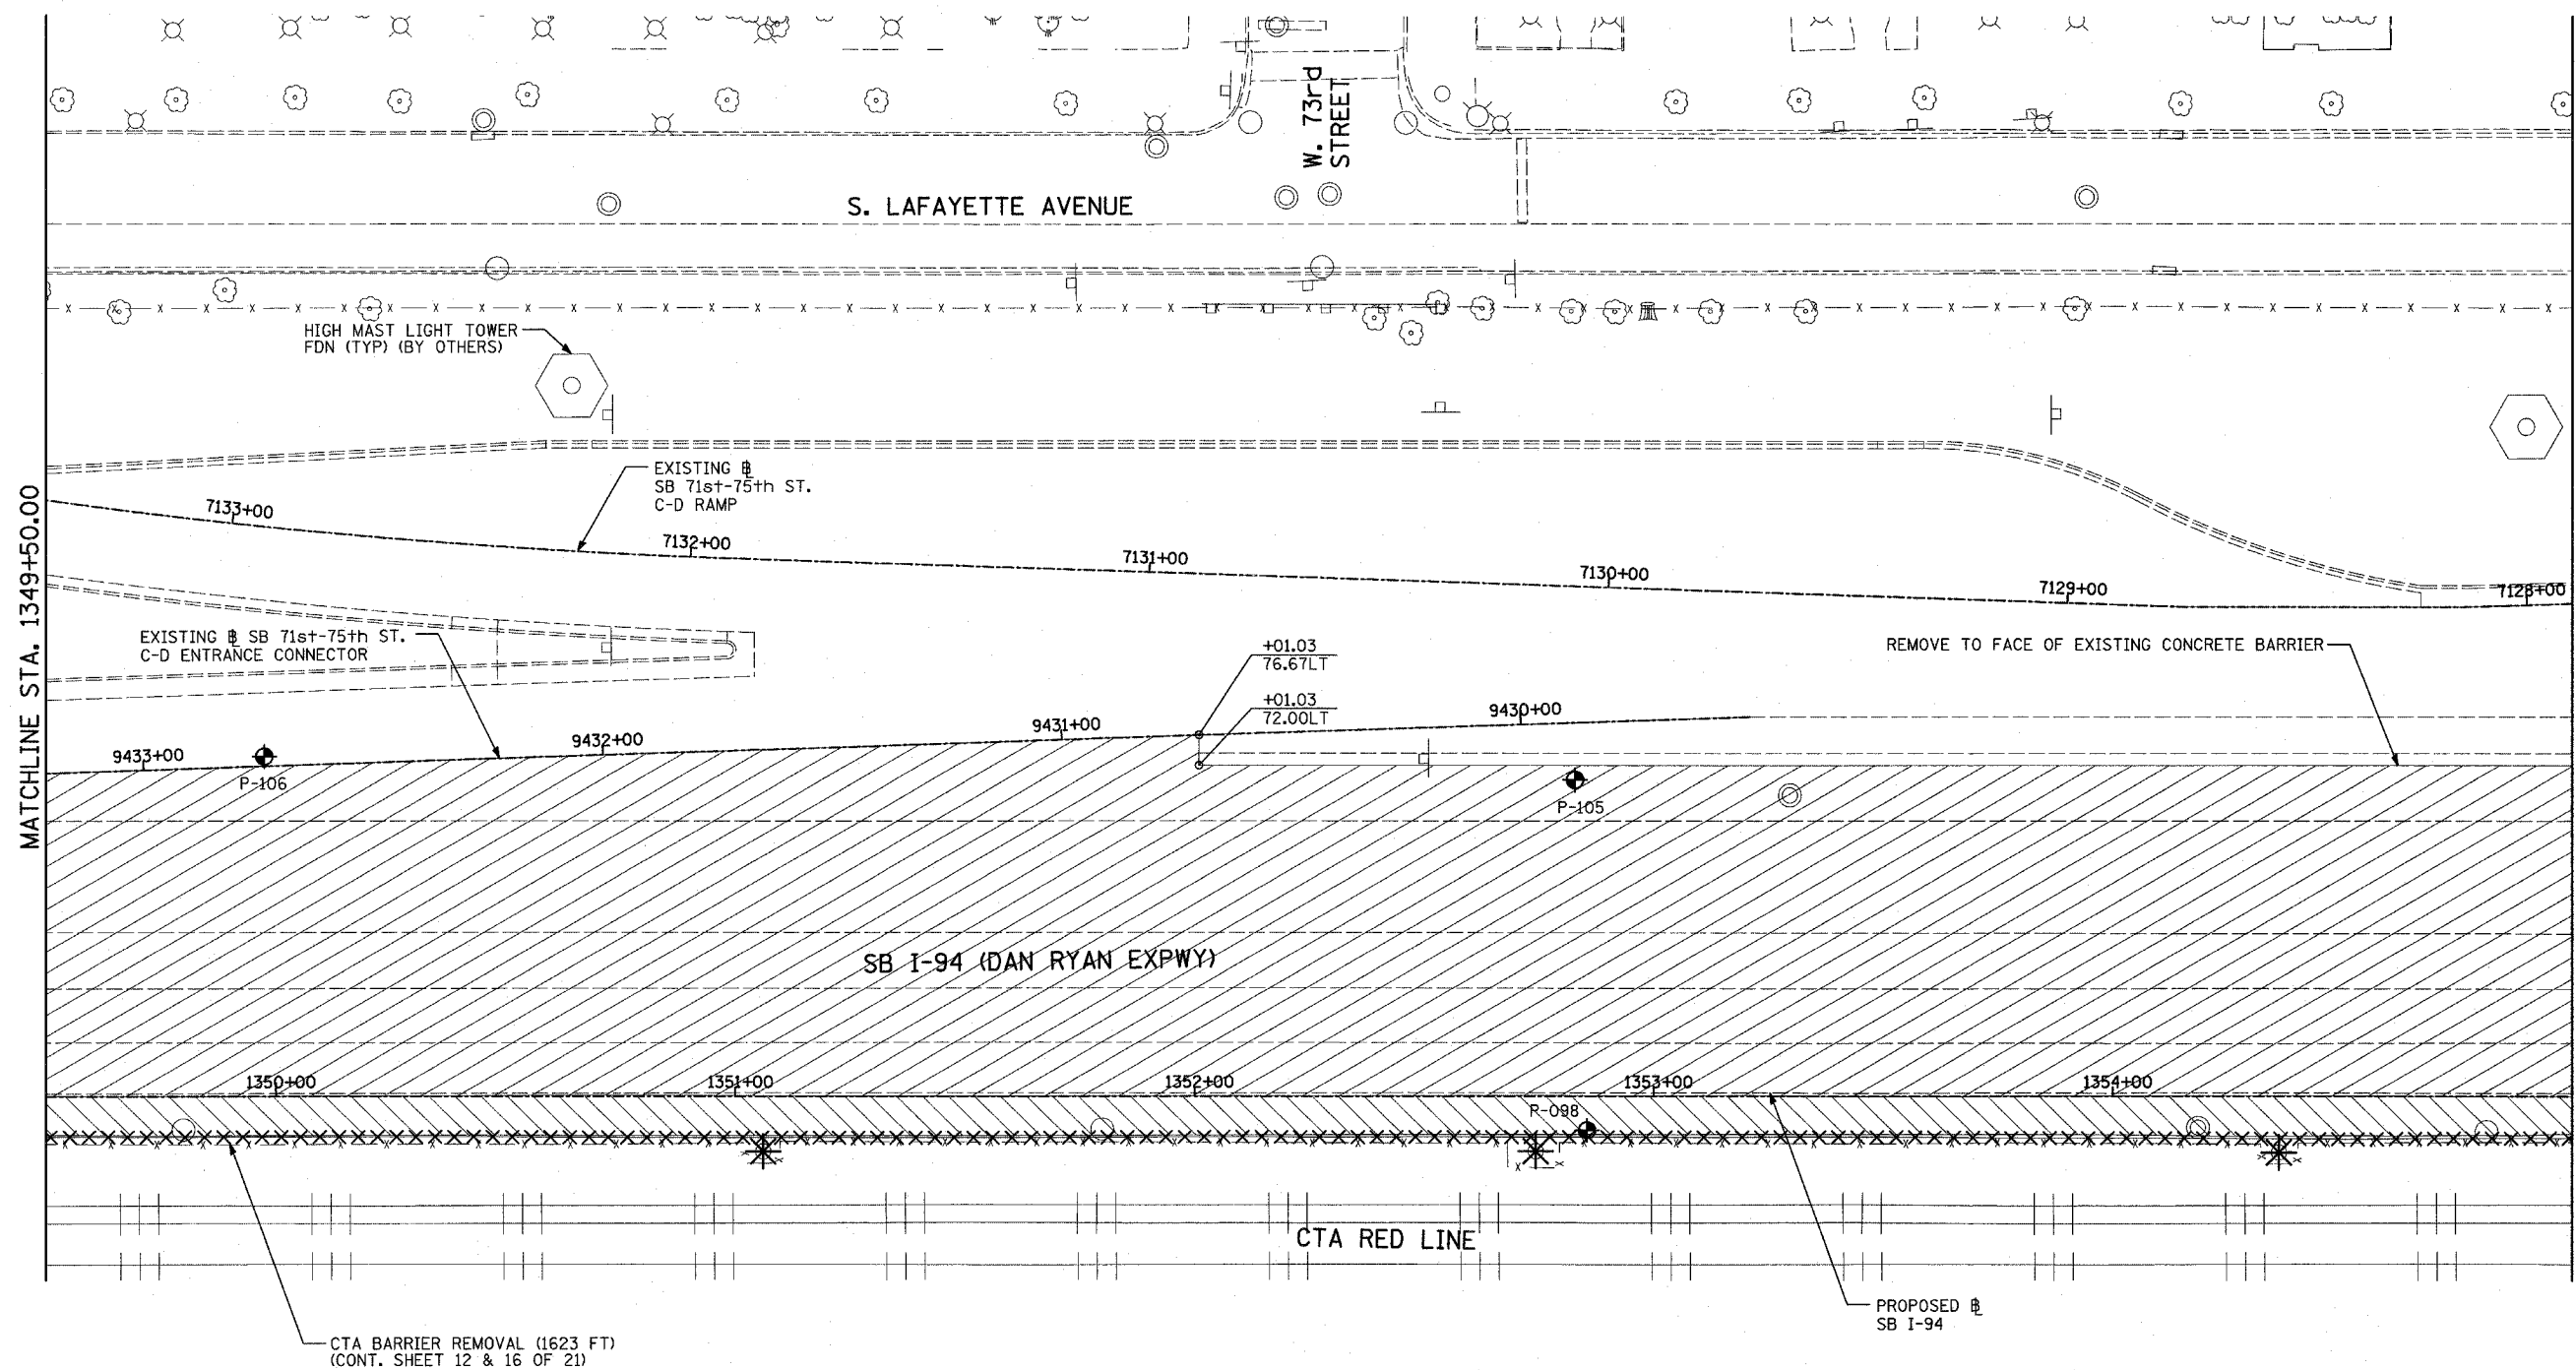 W. 73rd
STREET
S. LAFAYETTE AVENUE
HIGH MAST LIGHT TOWER
FDN (TYP) (BY OTHERS)
MATCHLINE STA. 1349+50.00
EXISTING ℄
SB 71st-75th ST.
C-D RAMP
7133+00
7132+00
7131+00
7130+00
7129+00
7128+00
EXISTING ℄ SB 71st-75th ST.
C-D ENTRANCE CONNECTOR
+01.03
76.67LT
+01.03
72.00LT
REMOVE TO FACE OF EXISTING CONCRETE BARRIER
9433+00
9432+00
9431+00
9430+00
P-106
P-105
SB I-94 (DAN RYAN EXPWY)
1350+00
1351+00
1352+00
1353+00
1354+00
P-098
CTA RED LINE
PROPOSED ℄
SB I-94
CTA BARRIER REMOVAL (1623 FT)
(CONT. SHEET 12 & 16 OF 21)